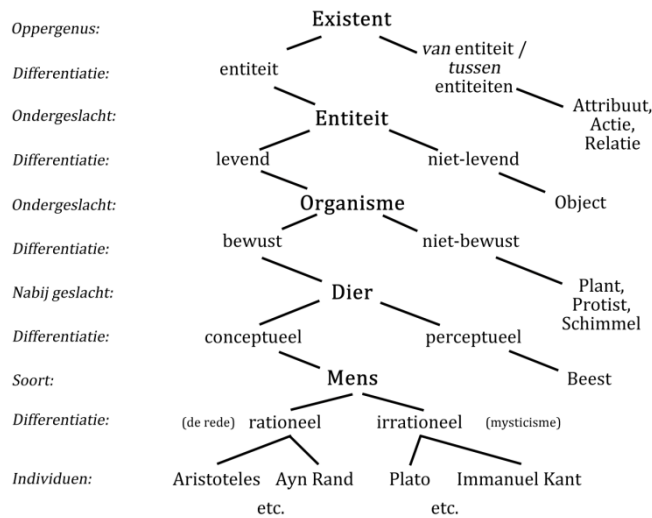 Oppergenus: Existent
Differentiatie: entiteit van entiteit /
tussen
entiteiten
Attribuut,
Actie,
Relatie
Ondergeslacht: Entiteit
Differentiatie: levend niet-levend
Ondergeslacht: Organisme Object
Differentiatie: bewust niet-bewust
Nabij geslacht: Dier Plant,
Protist,
Schimmel
Differentiatie: conceptueel perceptueel
Soort: Mens Beest
Differentiatie: (de rede) rationeel irrationeel (mysticisme)
Individuen: Aristoteles Ayn Rand Plato Immanuel Kant
etc. etc.